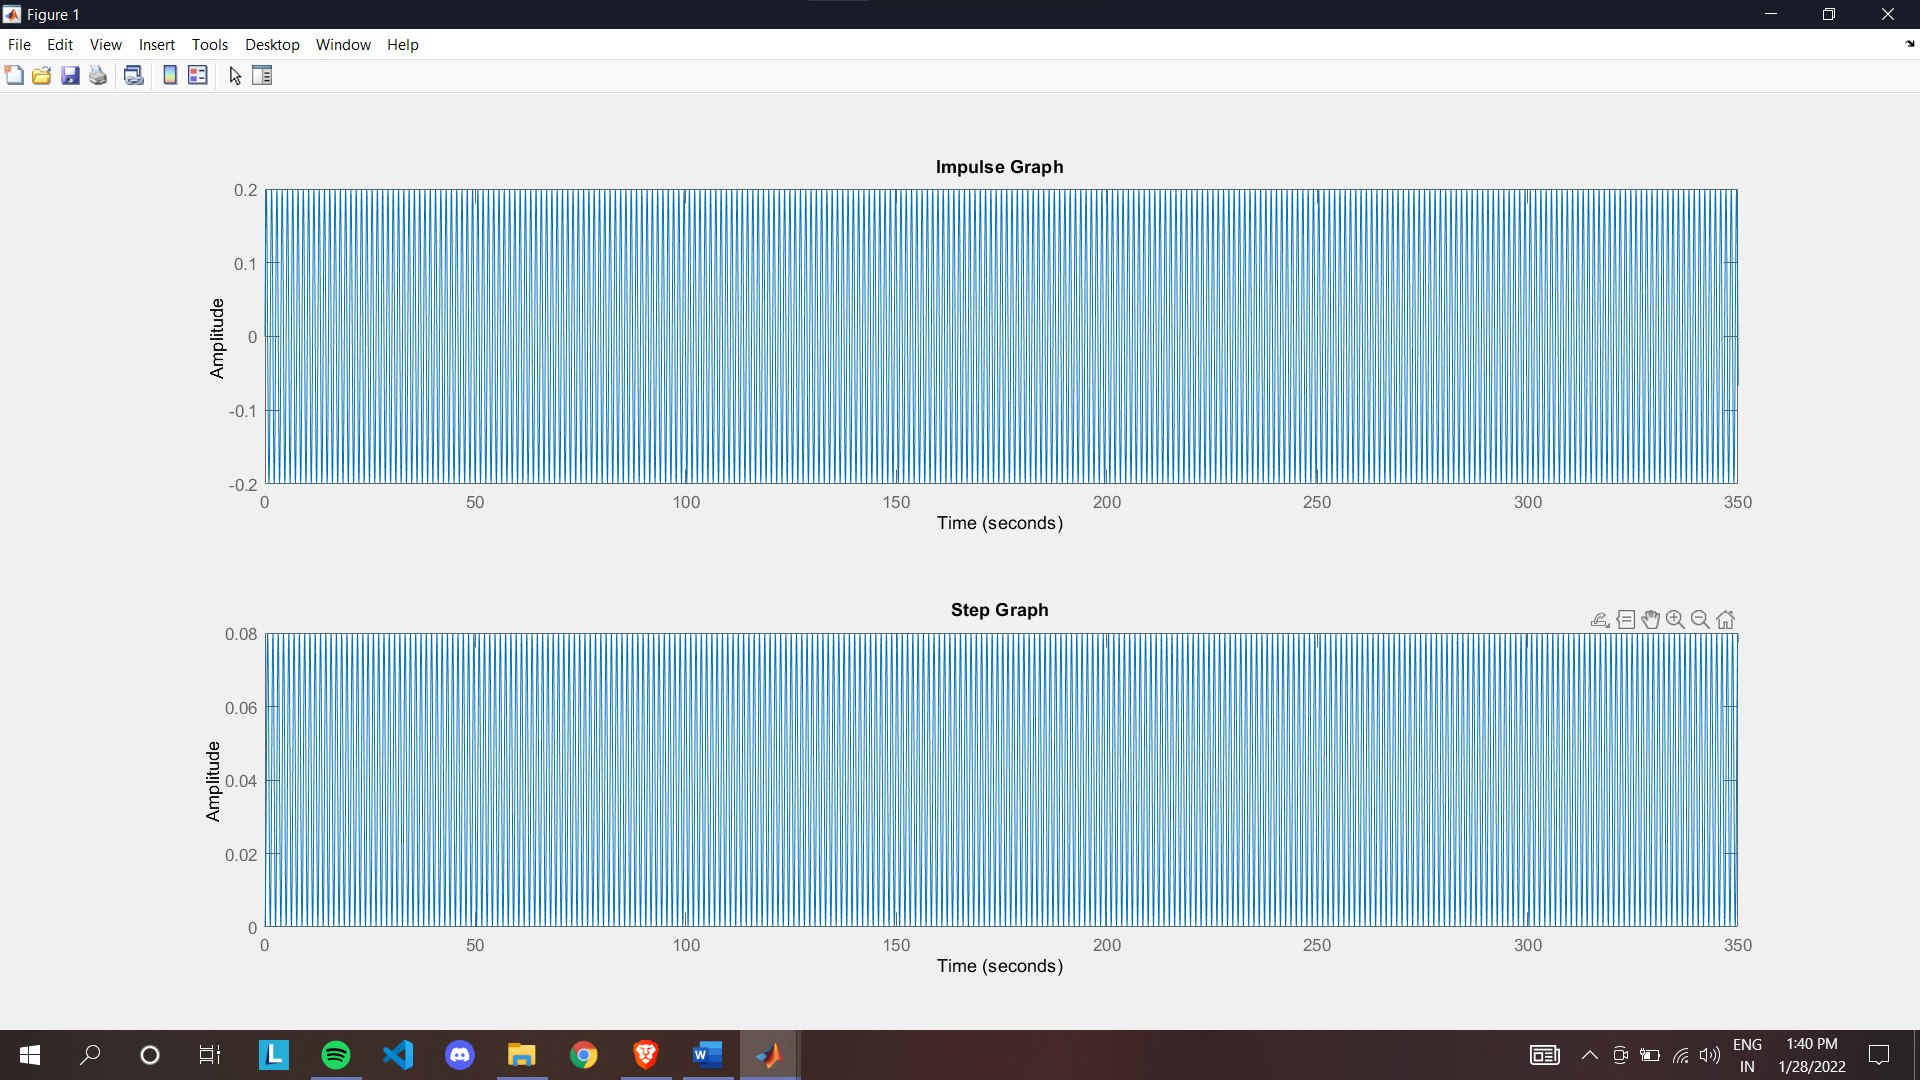 Figure 1
File Edit View Insert Tools Desktop Window Help
Impulse Graph
0.2
0.1
0
-0.1
-0.2
Amplitude
0 50 100 150 200 250 300 350
Time (seconds)
Step Graph
0.08
0.06
0.04
0.02
0
Amplitude
0 50 100 150 200 250 300 350
Time (seconds)
L
W
ENG
IN
1:40 PM
1/28/2022